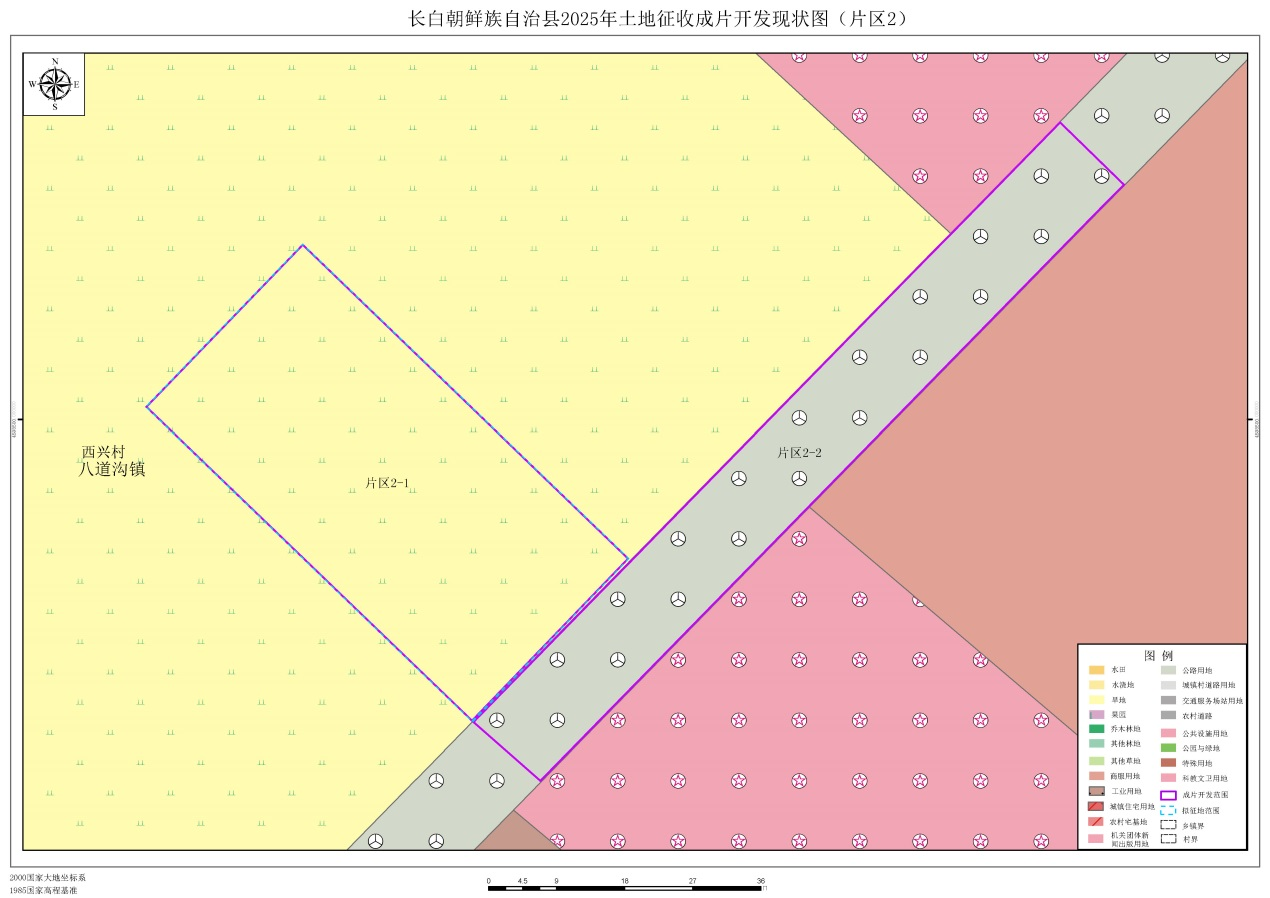 长白朝鲜族自治县2025年土地征收成片开发现状图（片区2）
N
W E
S
西兴村
八道沟镇
片区2-1
片区2-2
图 例
水田
水浇地
旱地
果园
乔木林地
其他林地
其他草地
商服用地
工业用地
城镇住宅用地
农村宅基地
机关团体新
闻出版用地
公路用地
城镇村道路用地
交通服务场站用地
农村道路
公共设施用地
公园与绿地
特殊用地
科教文卫用地
成片开发范围
拟征地范围
乡镇界
村界
2000国家大地坐标系
1985国家高程基准
0 4.5 9 18 27 36